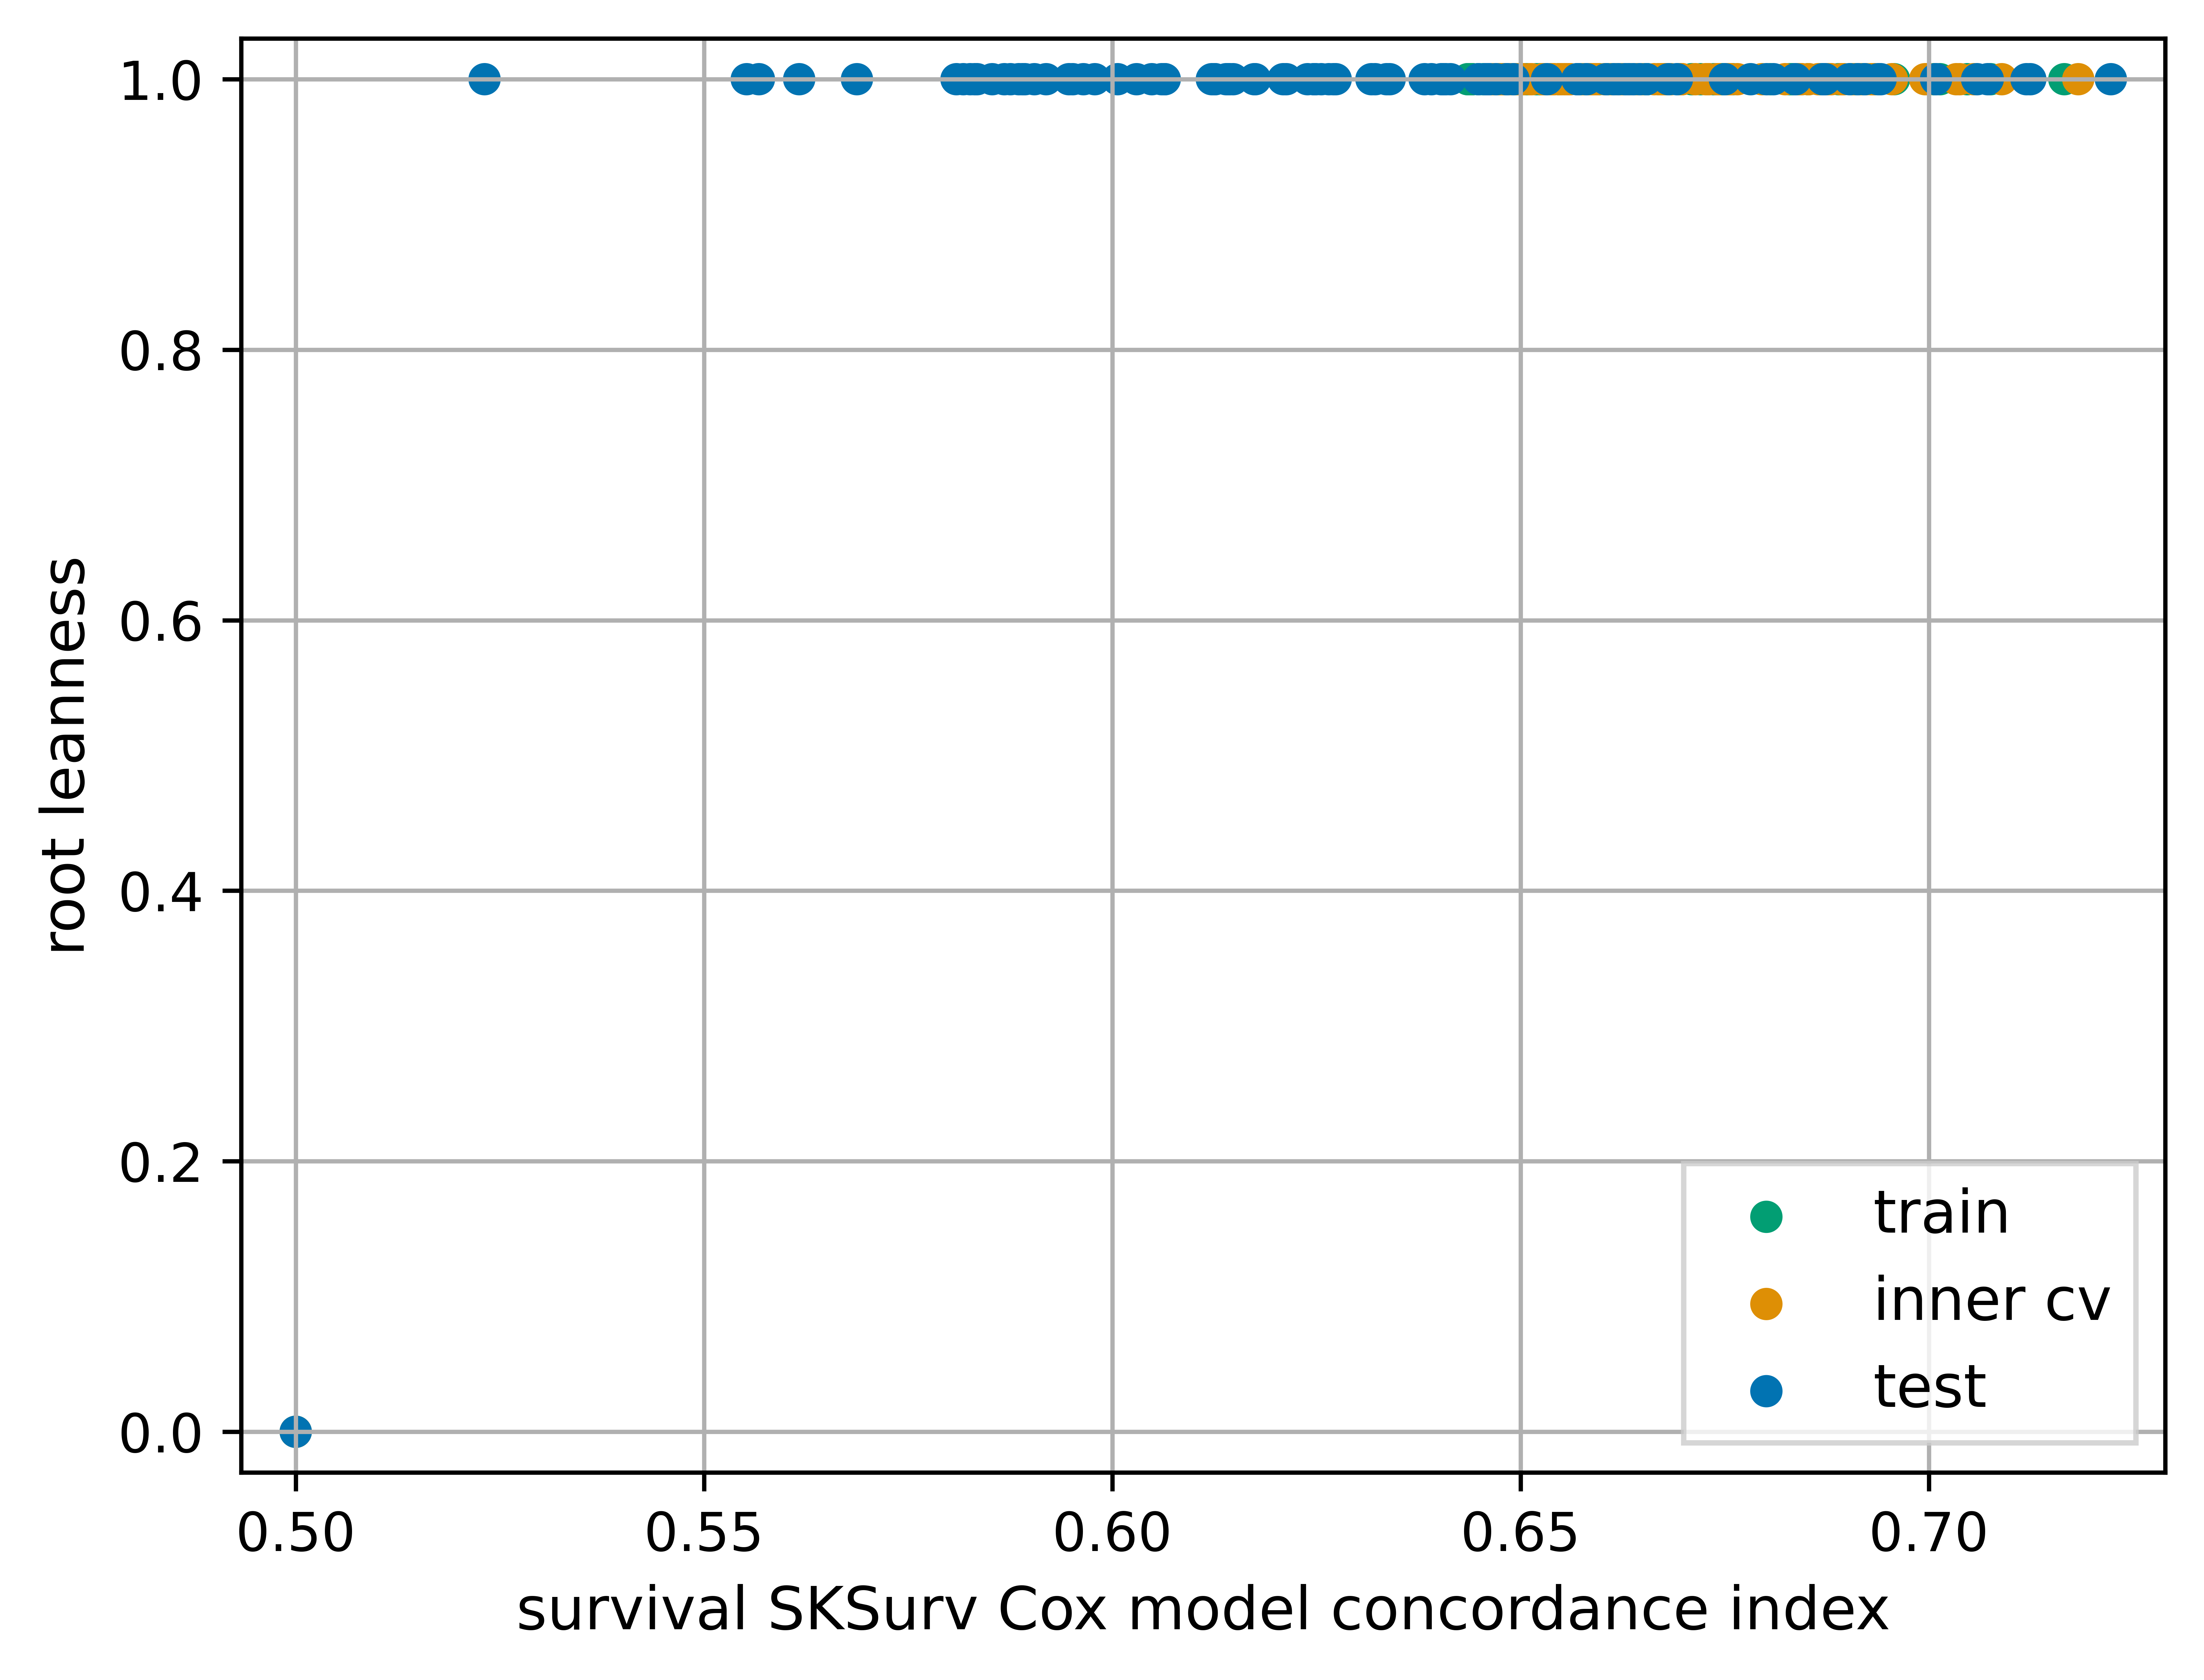 1.0
0.8
0.6
0.4
0.2
0.0
root leanness
train
inner cv
test
0.50 0.55 0.60 0.65 0.70
survival SKSurv Cox model concordance index